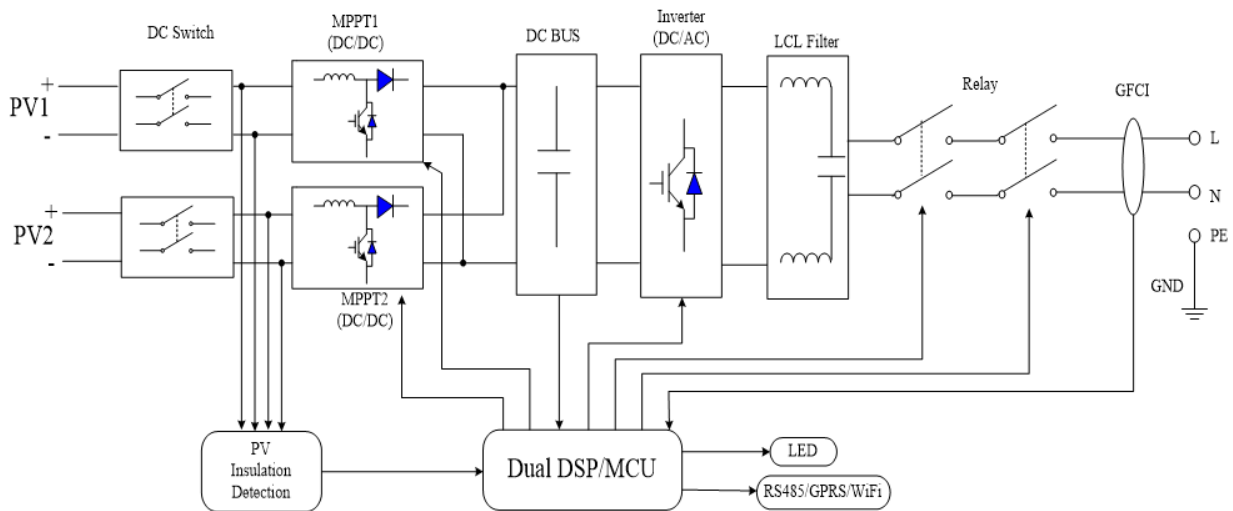 DC Switch
MPPT1
(DC/DC)
DC BUS
Inverter
(DC/AC)
LCL Filter
Relay
GFCI
PV1
+
-
PV2
+
-
MPPT2
(DC/DC)
L
N
PE
GND
PV
Insulation
Detection
Dual DSP/MCU
LED
RS485/GPRS/WiFi